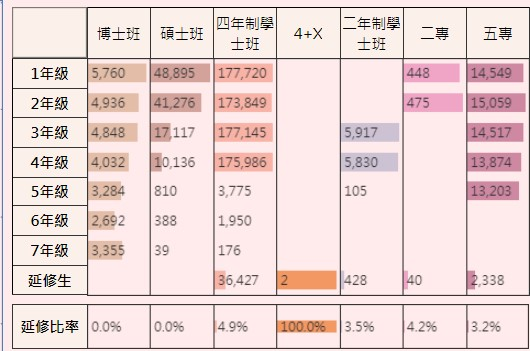 博士班 碩士班 四年制學士班 4+X 二年制學士班 二專 五專
1年級 5,760 48,895 177,720 448 14,549
2年級 4,936 41,276 173,849 475 15,059
3年級 4,848 17,117 177,145 5,917 14,517
4年級 4,032 10,136 175,986 5,830 13,874
5年級 3,284 810 3,775 105 13,203
6年級 2,692 388 1,950
7年級 3,355 39 176
延修生 36,427 2 428 40 2,338
延修比率 0.0% 0.0% 4.9% 100.0% 3.5% 4.2% 3.2%